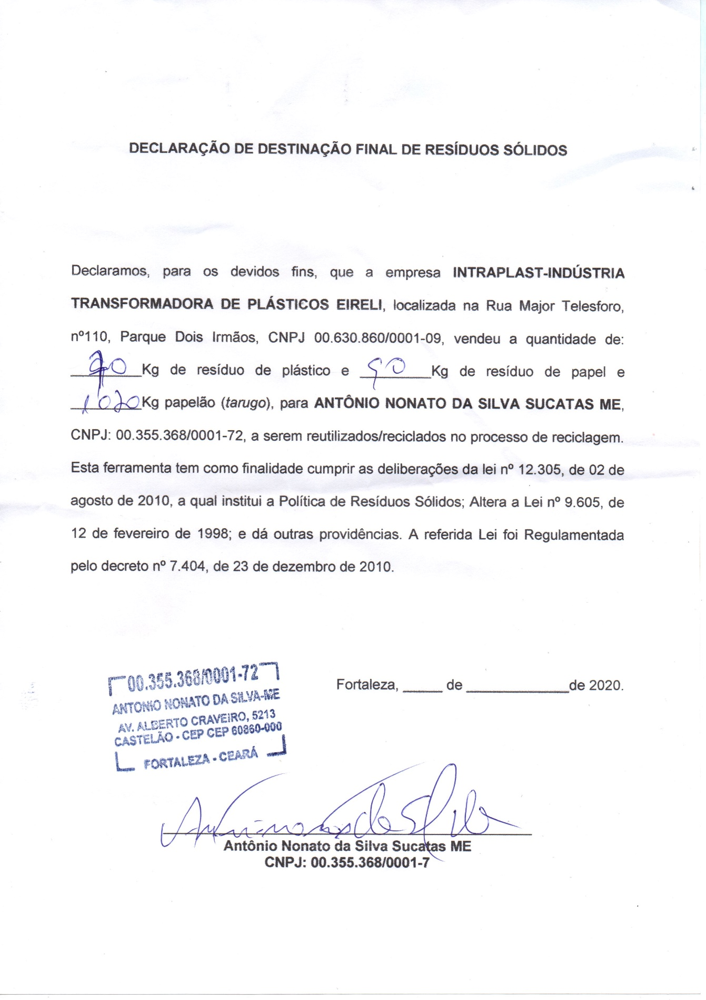 DECLARAÇÃO DE DESTINAÇÃO FINAL DE RESÍDUOS SÓLIDOS
Declaramos, para os devidos fins, que a empresa INTRAPLAST-INDÚSTRIA
TRANSFORMADORA DE PLÁSTICOS EIRELI, localizada na Rua Major Telesforo,
nº110, Parque Dois Irmãos, CNPJ 00.630.860/0001-09, vendeu a quantidade de:
Kg de resíduo de plástico e 90 Kg de resíduo de papel e
1020 Kg papelão (tarugo), para ANTÔNIO NONATO DA SILVA SUCATAS ME,
CNPJ: 00.355.368/0001-72, a serem reutilizados/reciclados no processo de reciclagem.
Esta ferramenta tem como finalidade cumprir as deliberações da lei nº 12.305, de 02 de
agosto de 2010, a qual institui a Política de Resíduos Sólidos; Altera a Lei nº 9.605, de
12 de fevereiro de 1998; e dá outras providências. A referida Lei foi Regulamentada
pelo decreto nº 7.404, de 23 de dezembro de 2010.
Fortaleza, _____ de _____________de 2020.
00.355.368/0001-72
ANTONIO NONATO DA SILVA-ME
AV. ALBERTO CRAVEIRO, 5213
CASTELÃO - CEP CEP 60860-000
FORTALEZA - CEARÁ
Antônio Nonato da Silva Sucatas ME
CNPJ: 00.355.368/0001-7